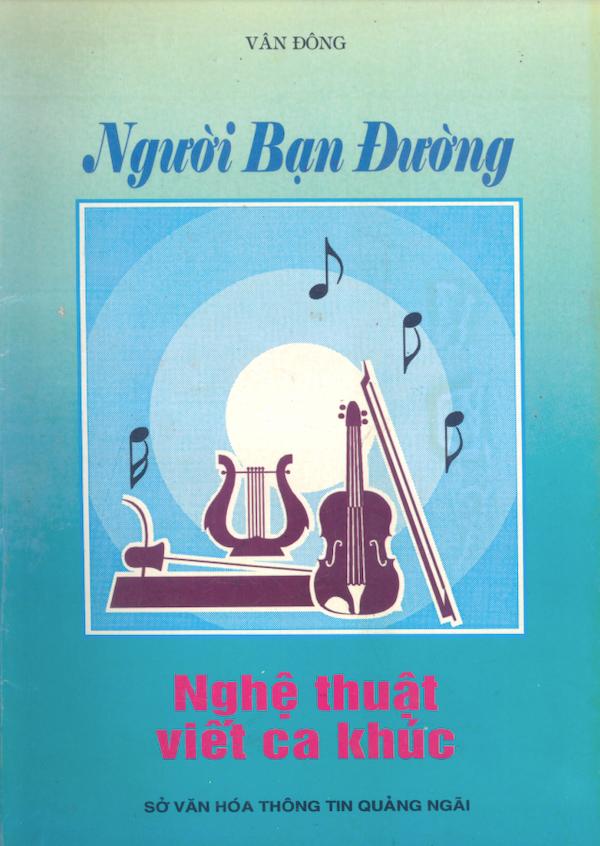 VÂN ĐÔNG
Người Bạn Đường
Nghệ thuật
viết ca khúc
SỞ VĂN HÓA THÔNG TIN QUẢNG NGÃI